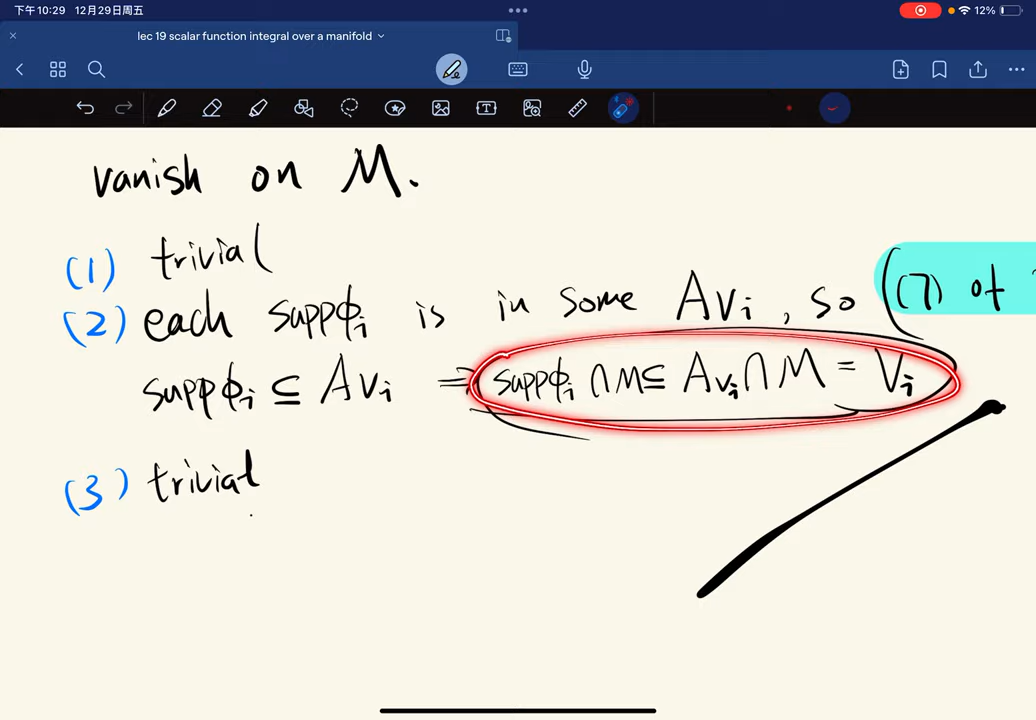 下午10:29 12月29日周五
12%
lec 19 scalar function integral over a manifold
vanish on M.
(1) trivial
(2) each suppϕi is in some Avi, so (7) of
suppϕi ⊆ Avi ⇒ suppϕi ∩ M ⊆ Avi ∩ M = Vi
(3) trivial